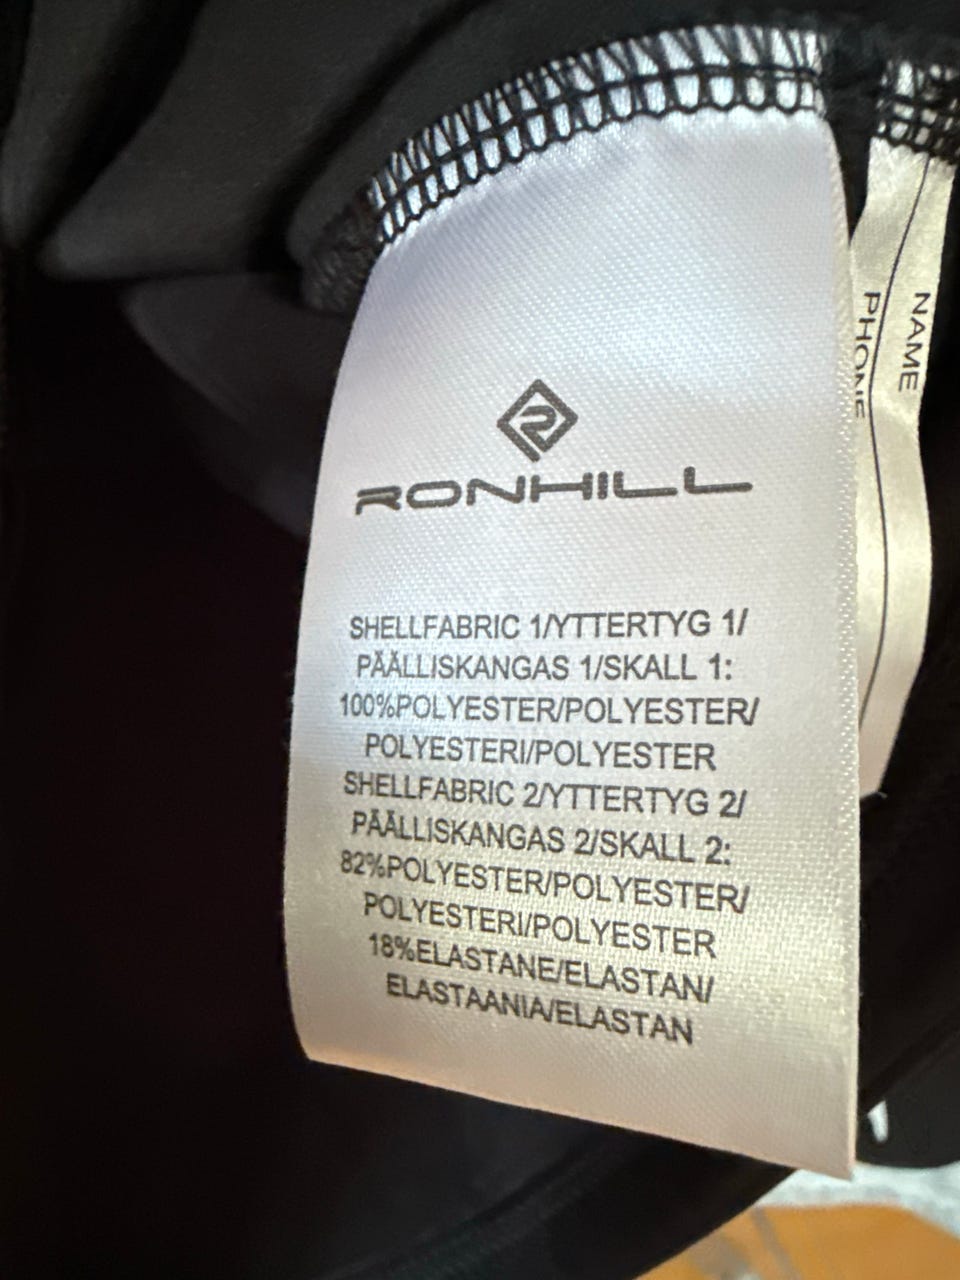 RONHILL
SHELLFABRIC 1/YTTERTYG 1/
PÄÄLLISKANGAS 1/SKALL 1:
100%POLYESTER/POLYESTER/
POLYESTERI/POLYESTER
SHELLFABRIC 2/YTTERTYG 2/
PÄÄLLISKANGAS 2/SKALL 2:
82%POLYESTER/POLYESTER/
POLYESTERI/POLYESTER
18%ELASTANE/ELASTAN/
ELASTAANIA/ELASTAN
NAME
PHONE